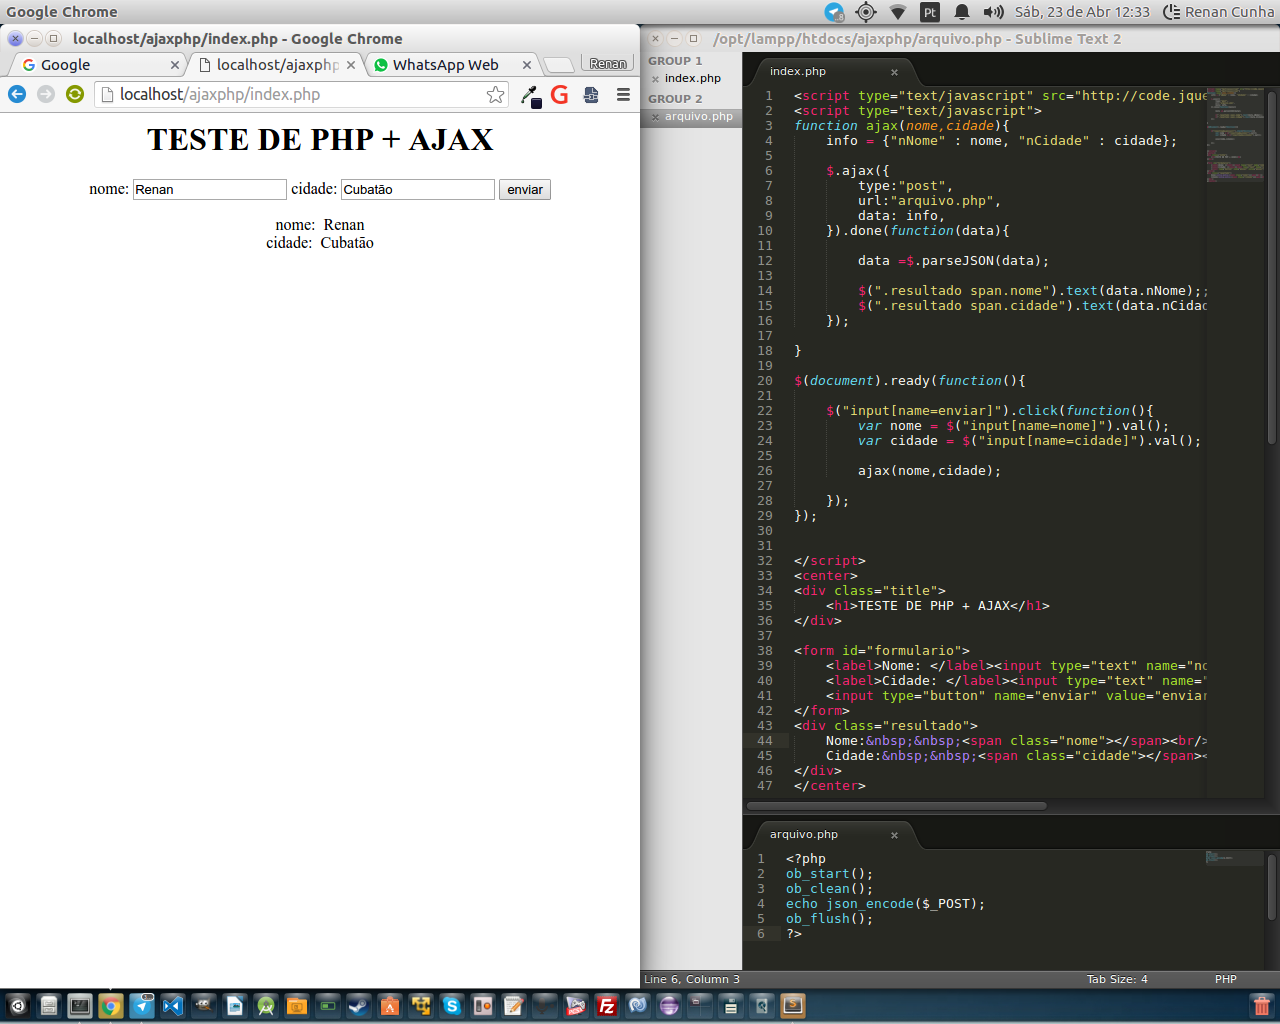 Google Chrome
Pt
Sáb, 23 de Abr 12:33
Renan Cunha
localhost/ajaxphp/index.php - Google Chrome
Google
localhost/ajaxphp
WhatsApp Web
Renan
localhost/ajaxphp/index.php
TESTE DE PHP + AJAX
nome: Renan cidade: Cubatão enviar
nome:  Renan
cidade:  Cubatão
/opt/lampp/htdocs/ajaxphp/arquivo.php - Sublime Text 2
GROUP 1
index.php
GROUP 2
arquivo.php
index.php
1 <script type="text/javascript" src="http://code.jque
2 <script type="text/javascript">
3 function ajax(nome,cidade){
4     info = {"nNome" : nome, "nCidade" : cidade};
5
6     $.ajax({
7         type:"post",
8         url:"arquivo.php",
9         data: info,
10     }).done(function(data){
11
12         data =$.parseJSON(data);
13
14         $(".resultado span.nome").text(data.nNome);;
15         $(".resultado span.cidade").text(data.nCidad
16     });
17
18 }
19
20 $(document).ready(function(){
21
22     $("input[name=enviar]").click(function(){
23         var nome = $("input[name=nome]").val();
24         var cidade = $("input[name=cidade]").val();
25
26         ajax(nome,cidade);
27
28     });
29 });
30
31
32 </script>
33 <center>
34 <div class="title">
35     <h1>TESTE DE PHP + AJAX</h1>
36 </div>
37
38 <form id="formulario">
39     <label>Nome: </label><input type="text" name="no
40     <label>Cidade: </label><input type="text" name="
41     <input type="button" name="enviar" value="enviar
42 </form>
43 <div class="resultado">
44     Nome:&nbsp;&nbsp;<span class="nome"></span><br/>
45     Cidade:&nbsp;&nbsp;<span class="cidade"></span><
46 </div>
47 </center>
arquivo.php
1 <?php
2 ob_start();
3 ob_clean();
4 echo json_encode($_POST);
5 ob_flush();
6 ?>
Line 6, Column 3
Tab Size: 4
PHP